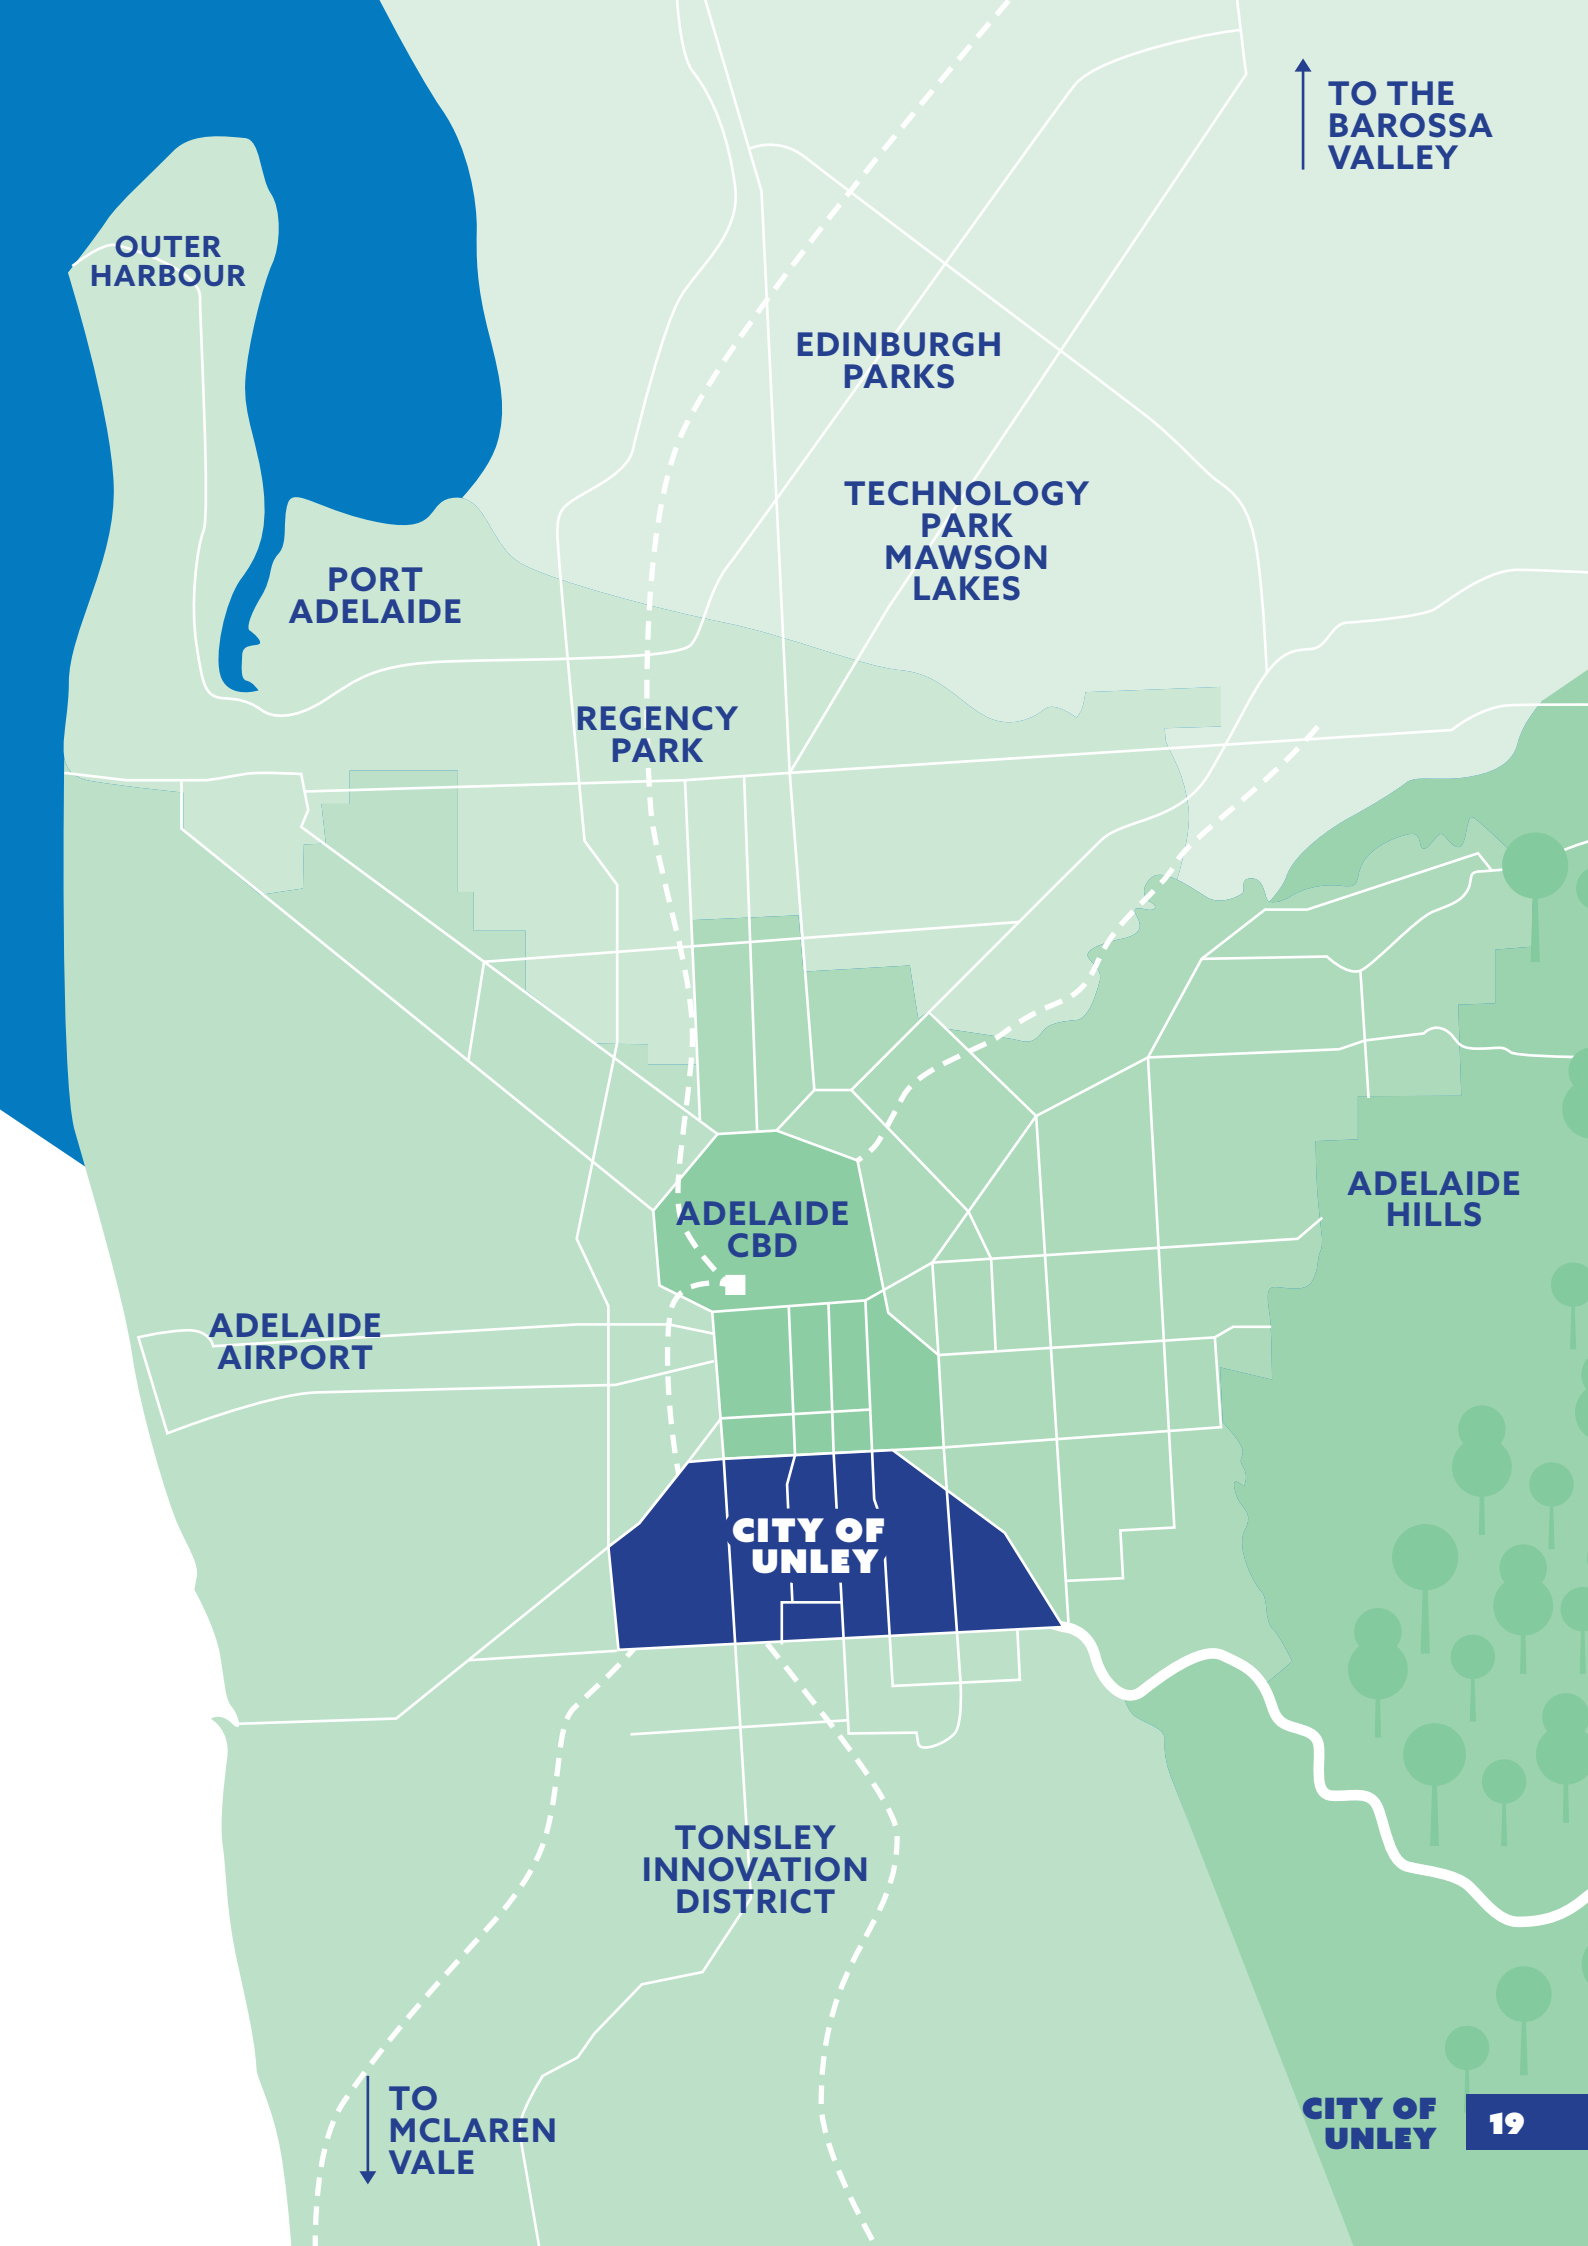 TO THE
BAROSSA
VALLEY
OUTER
HARBOUR
EDINBURGH
PARKS
TECHNOLOGY
PARK
MAWSON
LAKES
PORT
ADELAIDE
REGENCY
PARK
ADELAIDE
HILLS
ADELAIDE
CBD
ADELAIDE
AIRPORT
CITY OF
UNLEY
TONSLEY
INNOVATION
DISTRICT
TO
MCLAREN
VALE
CITY OF
UNLEY
19